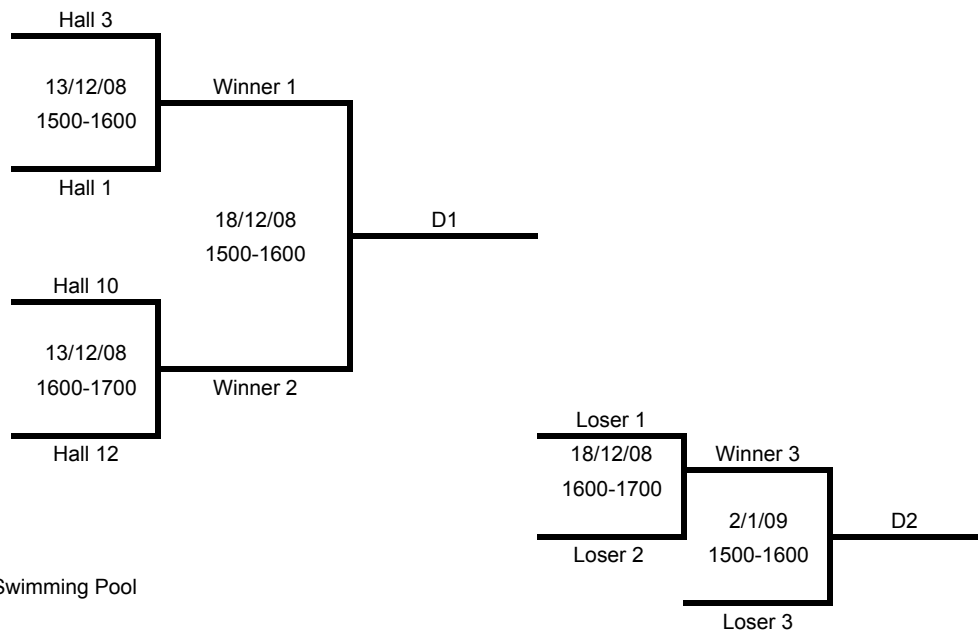 Hall 3
13/12/08
1500-1600
Hall 1
Winner 1
18/12/08
1500-1600
D1
Hall 10
13/12/08
1600-1700
Hall 12
Winner 2
Loser 1
18/12/08
1600-1700
Loser 2
Winner 3
2/1/09
1500-1600
D2
Loser 3
Swimming Pool